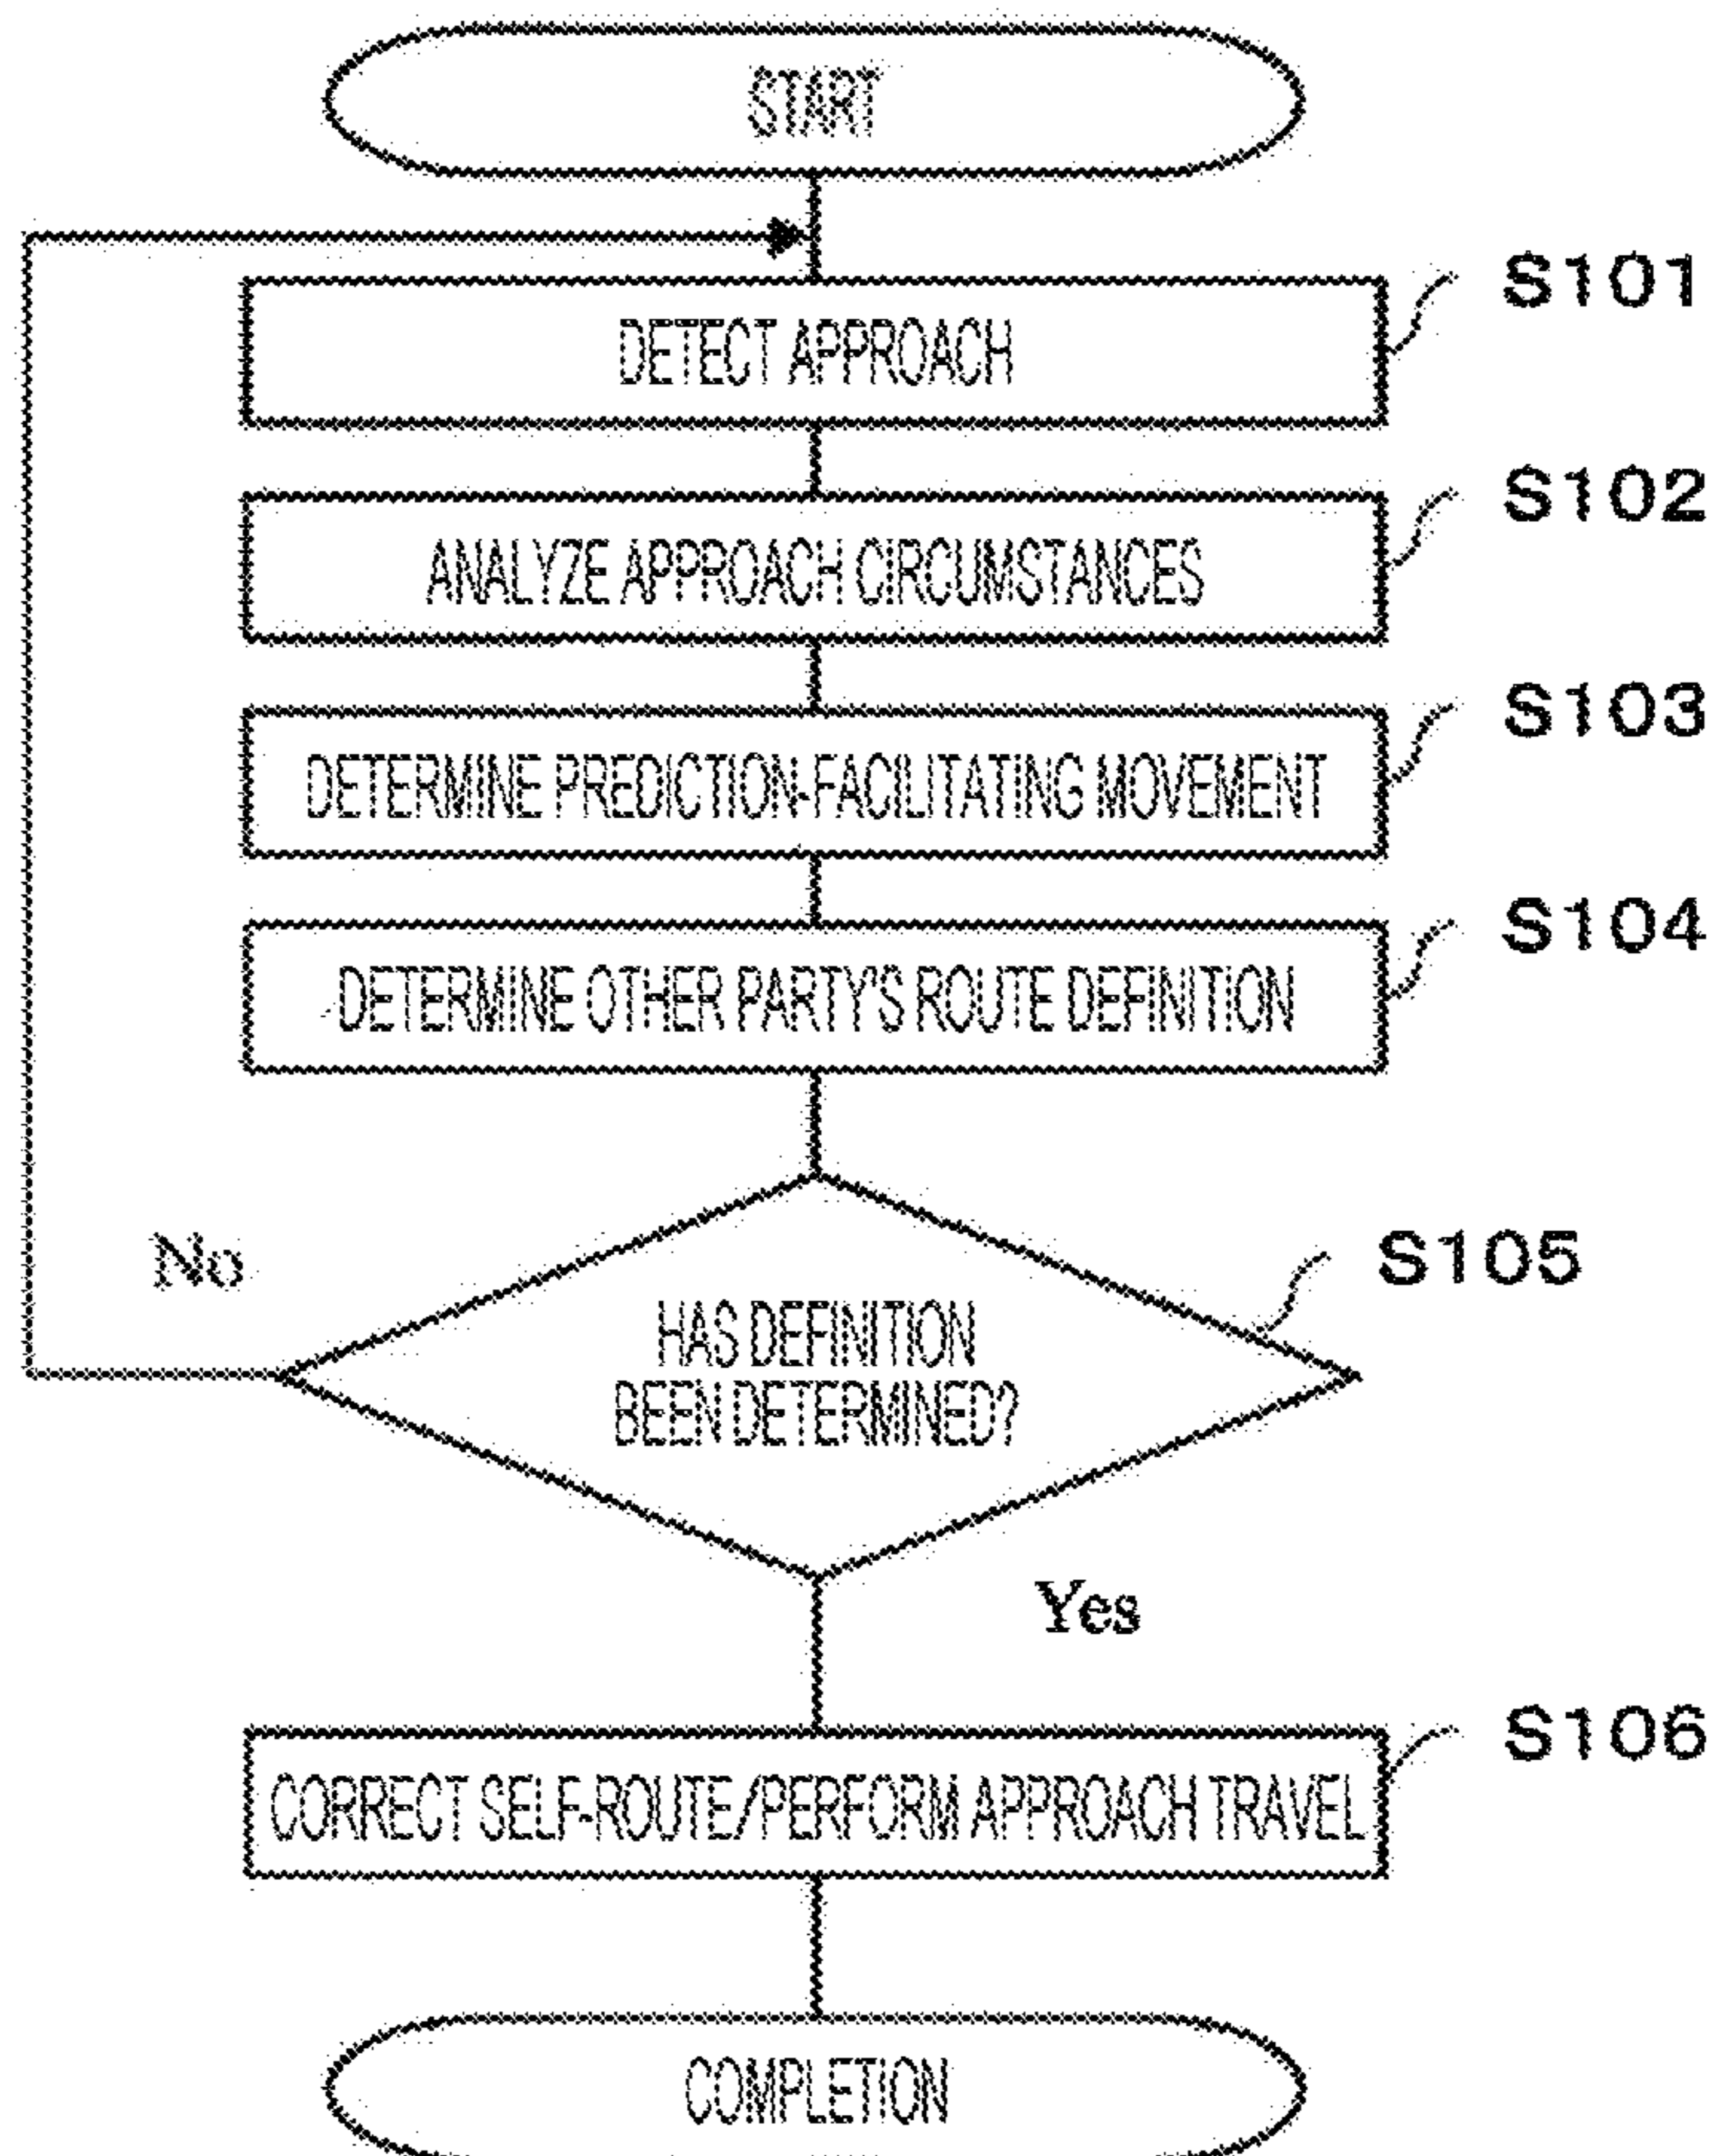 START
DETECT APPROACH
S101
ANALYZE APPROACH CIRCUMSTANCES
S102
DETERMINE PREDICTION-FACILITATING MOVEMENT
S103
DETERMINE OTHER PARTY'S ROUTE DEFINITION
S104
No
HAS DEFINITION
BEEN DETERMINED?
S105
Yes
CORRECT SELF-ROUTE/PERFORM APPROACH TRAVEL
S106
COMPLETION